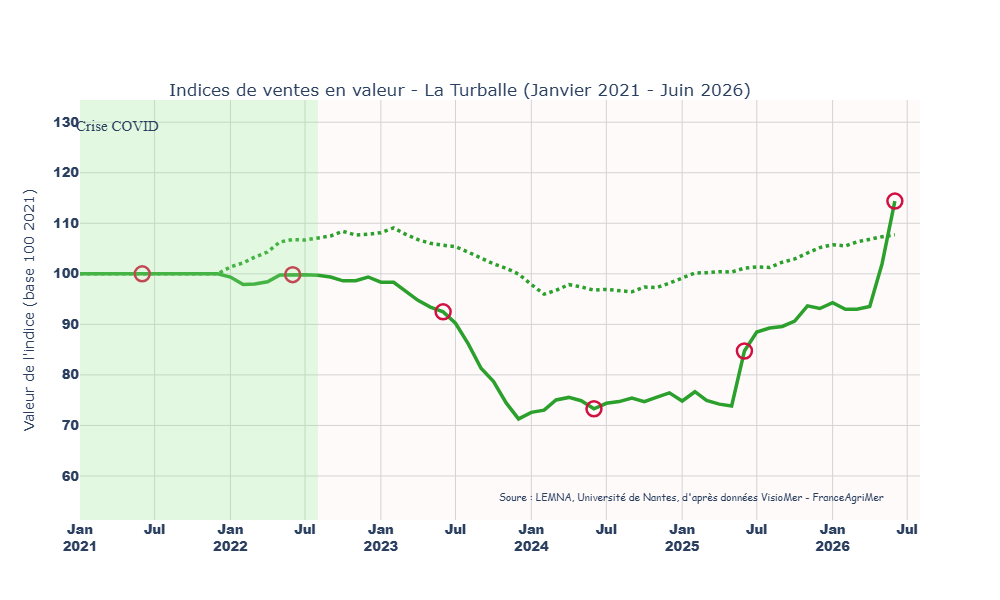 Indices de ventes en valeur - La Turballe (Janvier 2021 - Juin 2026)
Valeur de l'indice (base 100 2021)
130
Crise COVID
120
110
100
90
80
70
60
Soure : LEMNA, Université de Nantes, d'après données VisioMer - FranceAgriMer
Jan Jul Jan Jul Jan Jul Jan Jul Jan Jul Jan Jul
2021 2022 2023 2024 2025 2026